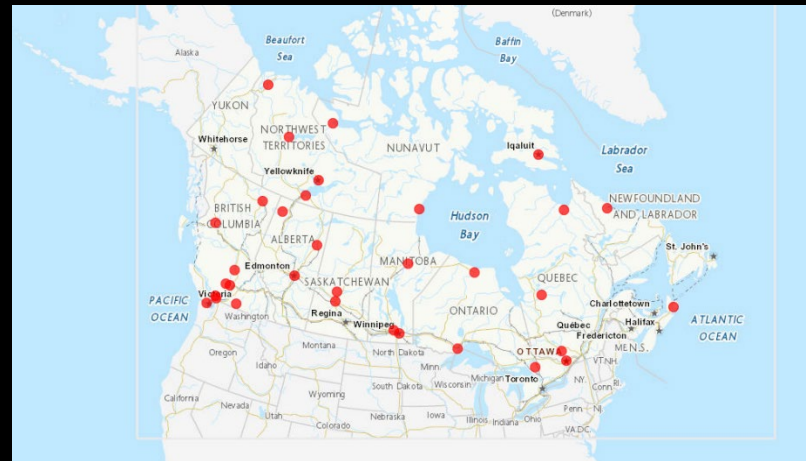 (Denmark)
Beaufort
Sea
Baffin
Bay
Alaska
YUKON
NORTHWEST
TERRITORIES
Whitehorse
NUNAVUT
Iqaluit
Labrador
Sea
Yellowknife
BRITISH
COLUMBIA
Hudson
Bay
NEWFOUNDLAND
AND LABRADOR
ALBERTA
St. John's
Edmonton
MANITOBA
SASKATCHEWAN
QUEBEC
PACIFIC
OCEAN
Victoria
Washington
Regina
Winnipeg
ONTARIO
Charlottetown
Québec
Halifax
Fredericton
ATLANTIC
OCEAN
Montana
North Dakota
OTTAWA
Oregon
Idaho
Minn
ME
N.S.
VT
NH
South Dakota
Wisconsin
Michigan
Toronto
N.Y.
Conn
R.I.
Wyoming
California
Nevada
Utah
Nebraska
Iowa
Illinois
Indiana
Ohio
Penn
NJ
Colorado
VA
DC